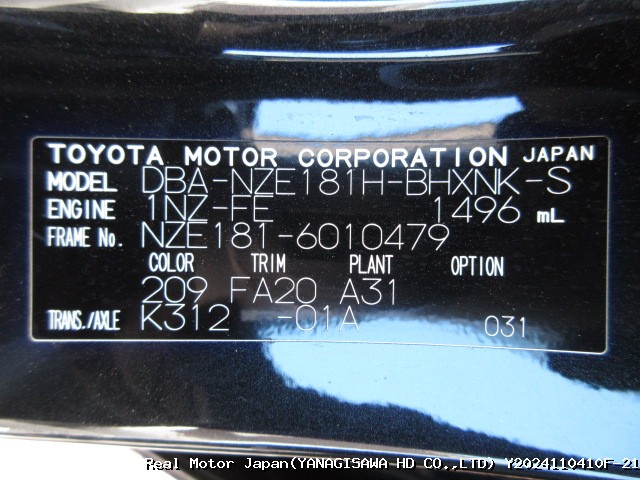 TOYOTA MOTOR CORPORATION JAPAN
MODEL DBA-NZE181H-BHXNK-S
ENGINE 1NZ-FE 1496 mL
FRAME No. NZE181-6010479
COLOR TRIM PLANT OPTION
209 FA20 A31
TRANS./AXLE K312 -01A 031
Real Motor Japan(YANAGISAWA HD CO.,LTD) Y2024110410F-21